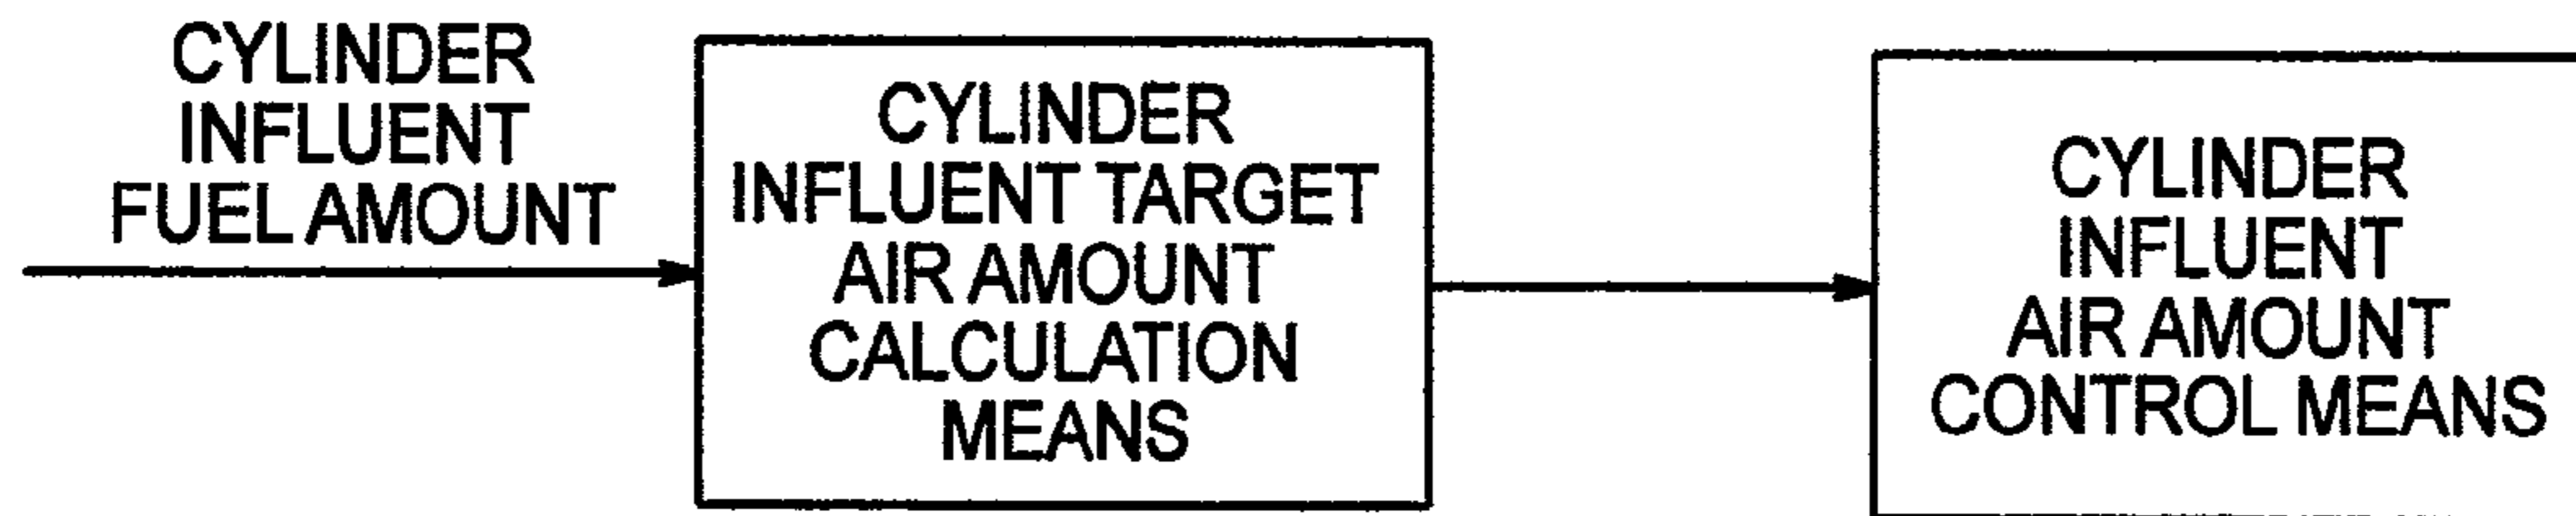 CYLINDER
INFLUENT
FUEL AMOUNT
CYLINDER
INFLUENT TARGET
AIR AMOUNT
CALCULATION
MEANS
CYLINDER
INFLUENT
AIR AMOUNT
CONTROL MEANS